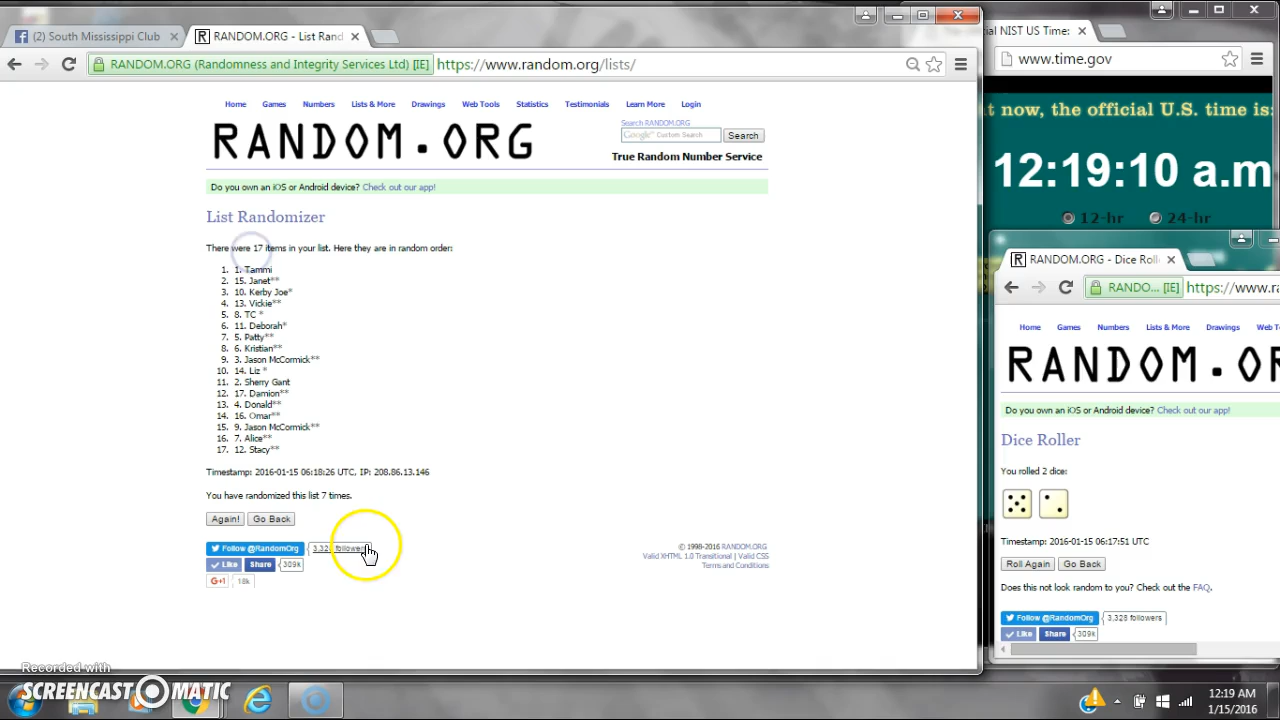 (2) South Mississippi Club
RANDOM.ORG - List Rand
RANDOM.ORG (Randomness and Integrity Services Ltd) [IE]
https://www.random.org/lists/
Home Games Numbers Lists & More Drawings Web Tools Statistics Testimonials Learn More Login
RANDOM.ORG
Search RANDOM.ORG
Google™ Custom Search
Search
True Random Number Service
Do you own an iOS or Android device? Check out our app!
List Randomizer
There were 17 items in your list. Here they are in random order:
1. 1. Tammi
2. 15. Janet**
3. 10. Kerby Joe*
4. 13. Vickie**
5. 8. TC *
6. 11. Deborah*
7. 5. Patty**
8. 6. Kristian**
9. 3. Jason McCormick**
10. 14. Liz *
11. 2. Sherry Gant
12. 17. Damion**
13. 4. Donald**
14. 16. Omar**
15. 9. Jason McCormick**
16. 7. Alice**
17. 12. Stacy**
Timestamp: 2016-01-15 06:18:26 UTC, IP: 208.86.13.146
You have randomized this list 7 times.
Again! Go Back
Follow @RandomOrg
followers
Like Share 309k
G+1 18k
© 1998-2016 RANDOM.ORG
Valid XHTML 1.0 Transitional | Valid CSS
Terms and Conditions
ial NIST US Time:
www.time.gov
t now, the official U.S. time is:
12:19:10 a.m
12-hr 24-hr
RANDOM.ORG - Dice Roll
RANDO... [IE]
https://www.ra
Home Games Numbers Lists & More Drawings
RANDOM.OR
Do you own an iOS or Android device? Check out our app!
Dice Roller
You rolled 2 dice:
Timestamp: 2016-01-15 06:17:51 UTC
Roll Again Go Back
Does this not look random to you? Check out the FAQ.
Follow @RandomOrg 3,328 followers
Like Share 309k
Recorded with
SCREENCAST MATIC
12:19 AM
1/15/2016